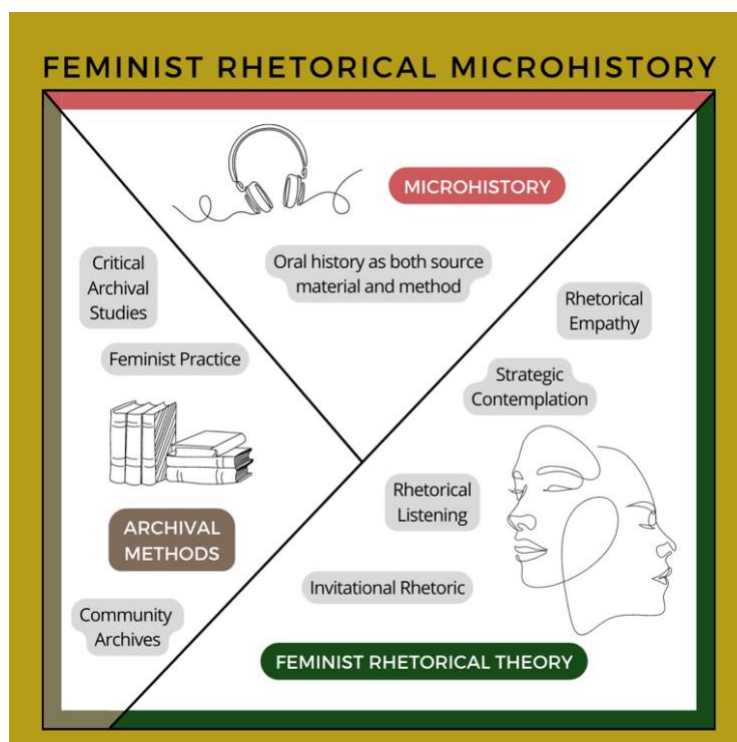 FEMINIST RHETORICAL MICROHISTORY
MICROHISTORY
Oral history as both source
material and method
Critical
Archival
Studies
Feminist Practice
ARCHIVAL
METHODS
Community
Archives
Rhetorical
Empathy
Strategic
Contemplation
Rhetorical
Listening
Invitational Rhetoric
FEMINIST RHETORICAL THEORY